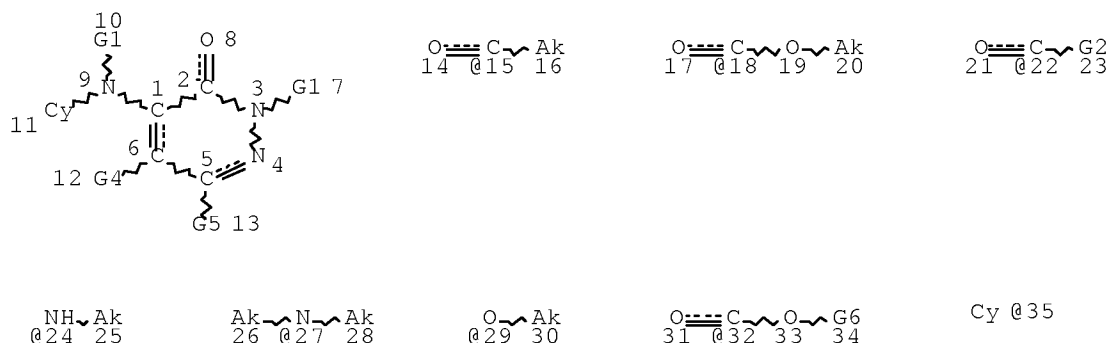 10
G1 O 8 O C Ak O C O Ak O C G2
14 @15 16 17 @18 19 20 21 @22 23
9 N 1 2 C 3
Cy C N G1 7
11
6 C 5 N 4
12 G4 C
G5 13
NH Ak Ak N Ak O Ak O C O G6 Cy @35
@24 25 26 @27 28 @29 30 31 @32 33 34